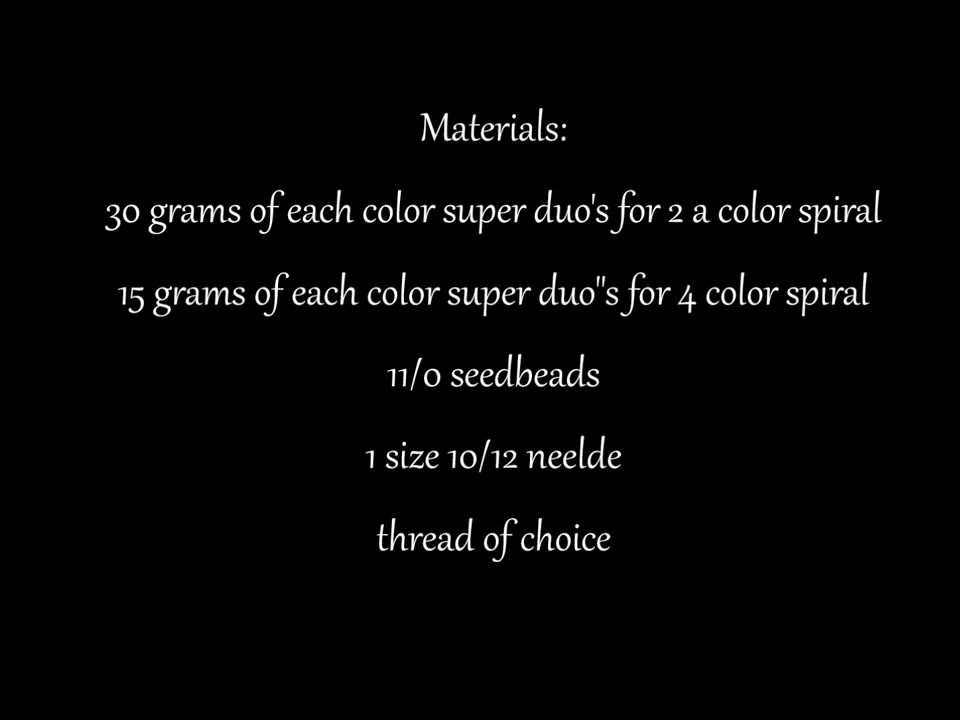 Materials:
30 grams of each color super duo's for 2 a color spiral
15 grams of each color super duo"s for 4 color spiral
11/0 seedbeads
1 size 10/12 neelde
thread of choice